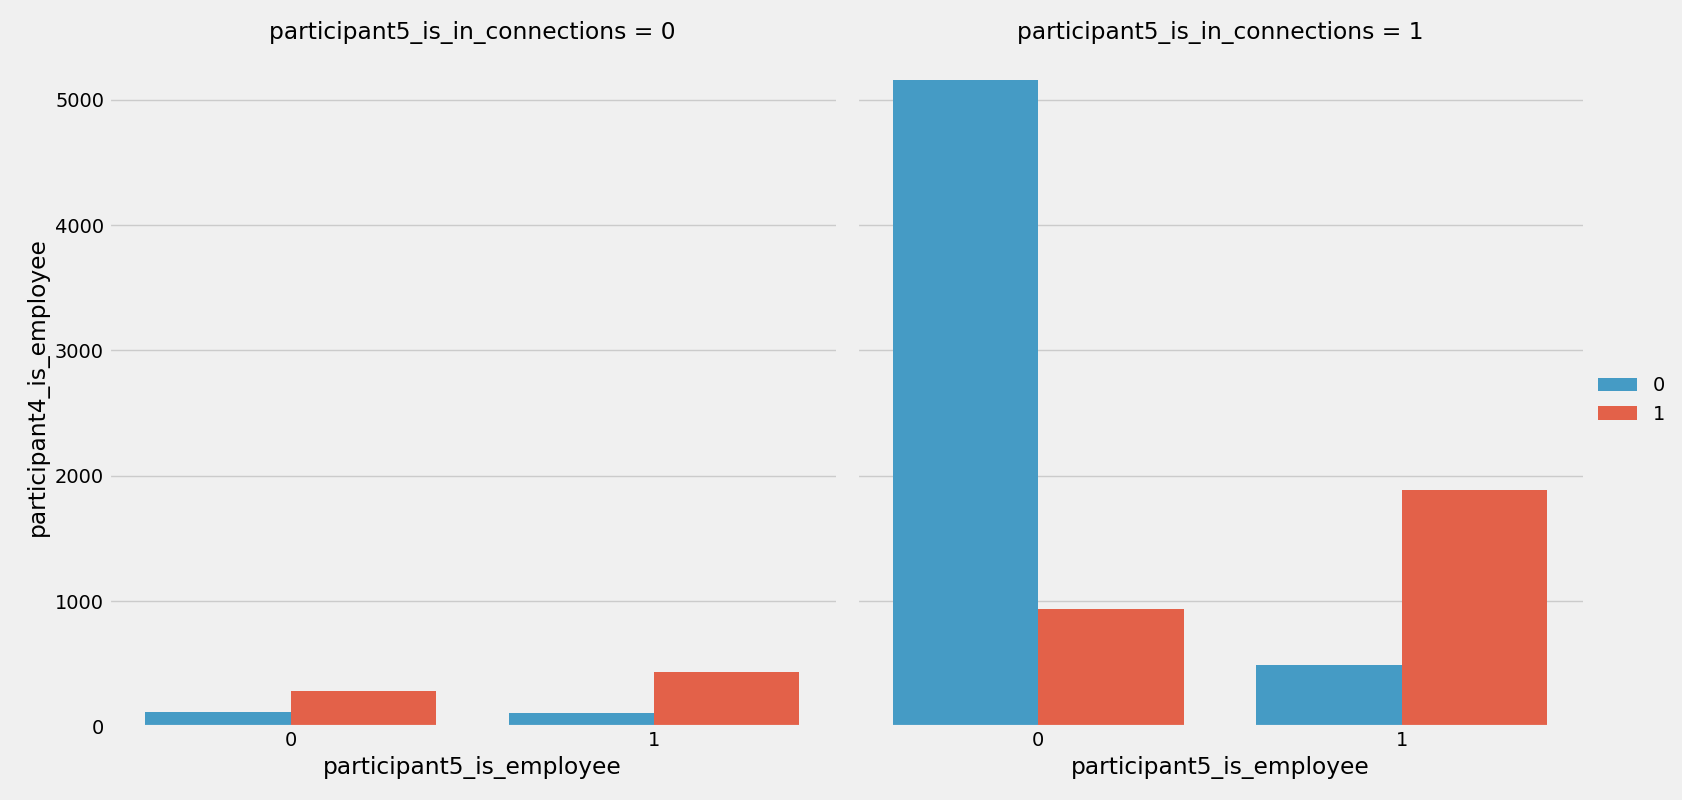 participant5_is_in_connections = 0
participant5_is_in_connections = 1
participant4_is_employee
5000
4000
3000
2000
1000
0
0
1
0
1
participant5_is_employee
participant5_is_employee
0
1